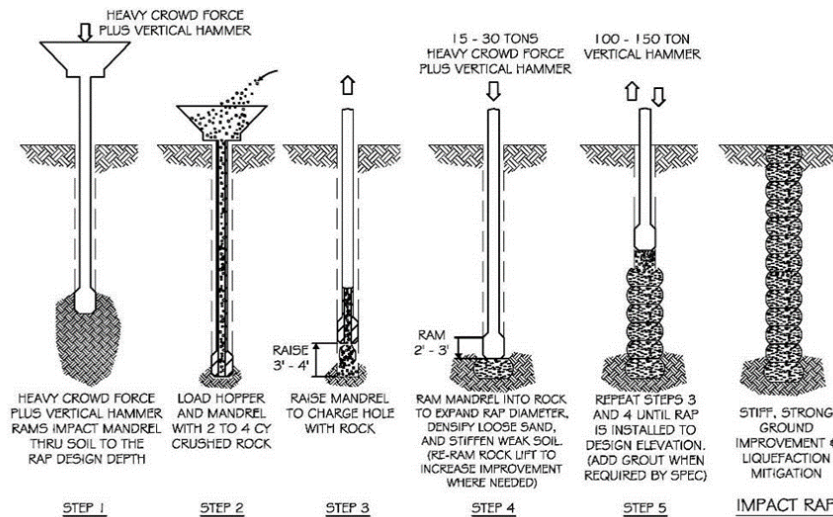 HEAVY CROWD FORCE
PLUS VERTICAL HAMMER
HEAVY CROWD FORCE
PLUS VERTICAL HAMMER
RAMS IMPACT MANDREL
THRU SOIL TO THE
RAP DESIGN DEPTH
STEP 1
LOAD HOPPER
AND MANDREL
WITH 2 TO 4 CY
CRUSHED ROCK
STEP 2
RAISE
3' - 4'
RAISE MANDREL
TO CHARGE HOLE
WITH ROCK
STEP 3
15 - 30 TONS
HEAVY CROWD FORCE
PLUS VERTICAL HAMMER
RAM
2' - 3'
RAM MANDREL INTO ROCK
TO EXPAND RAP DIAMETER,
DENSIFY LOOSE SAND,
AND STIFFEN WEAK SOIL.
(RE-RAM ROCK LIFT TO
INCREASE IMPROVEMENT
WHERE NEEDED)
STEP 4
100 - 150 TON
VERTICAL HAMMER
REPEAT STEPS 3
AND 4 UNTIL RAP
IS INSTALLED TO
DESIGN ELEVATION.
(ADD GROUT WHEN
REQUIRED BY SPEC)
STEP 5
STIFF, STRONG
GROUND
IMPROVEMENT &
LIQUEFACTION
MITIGATION
IMPACT RAP